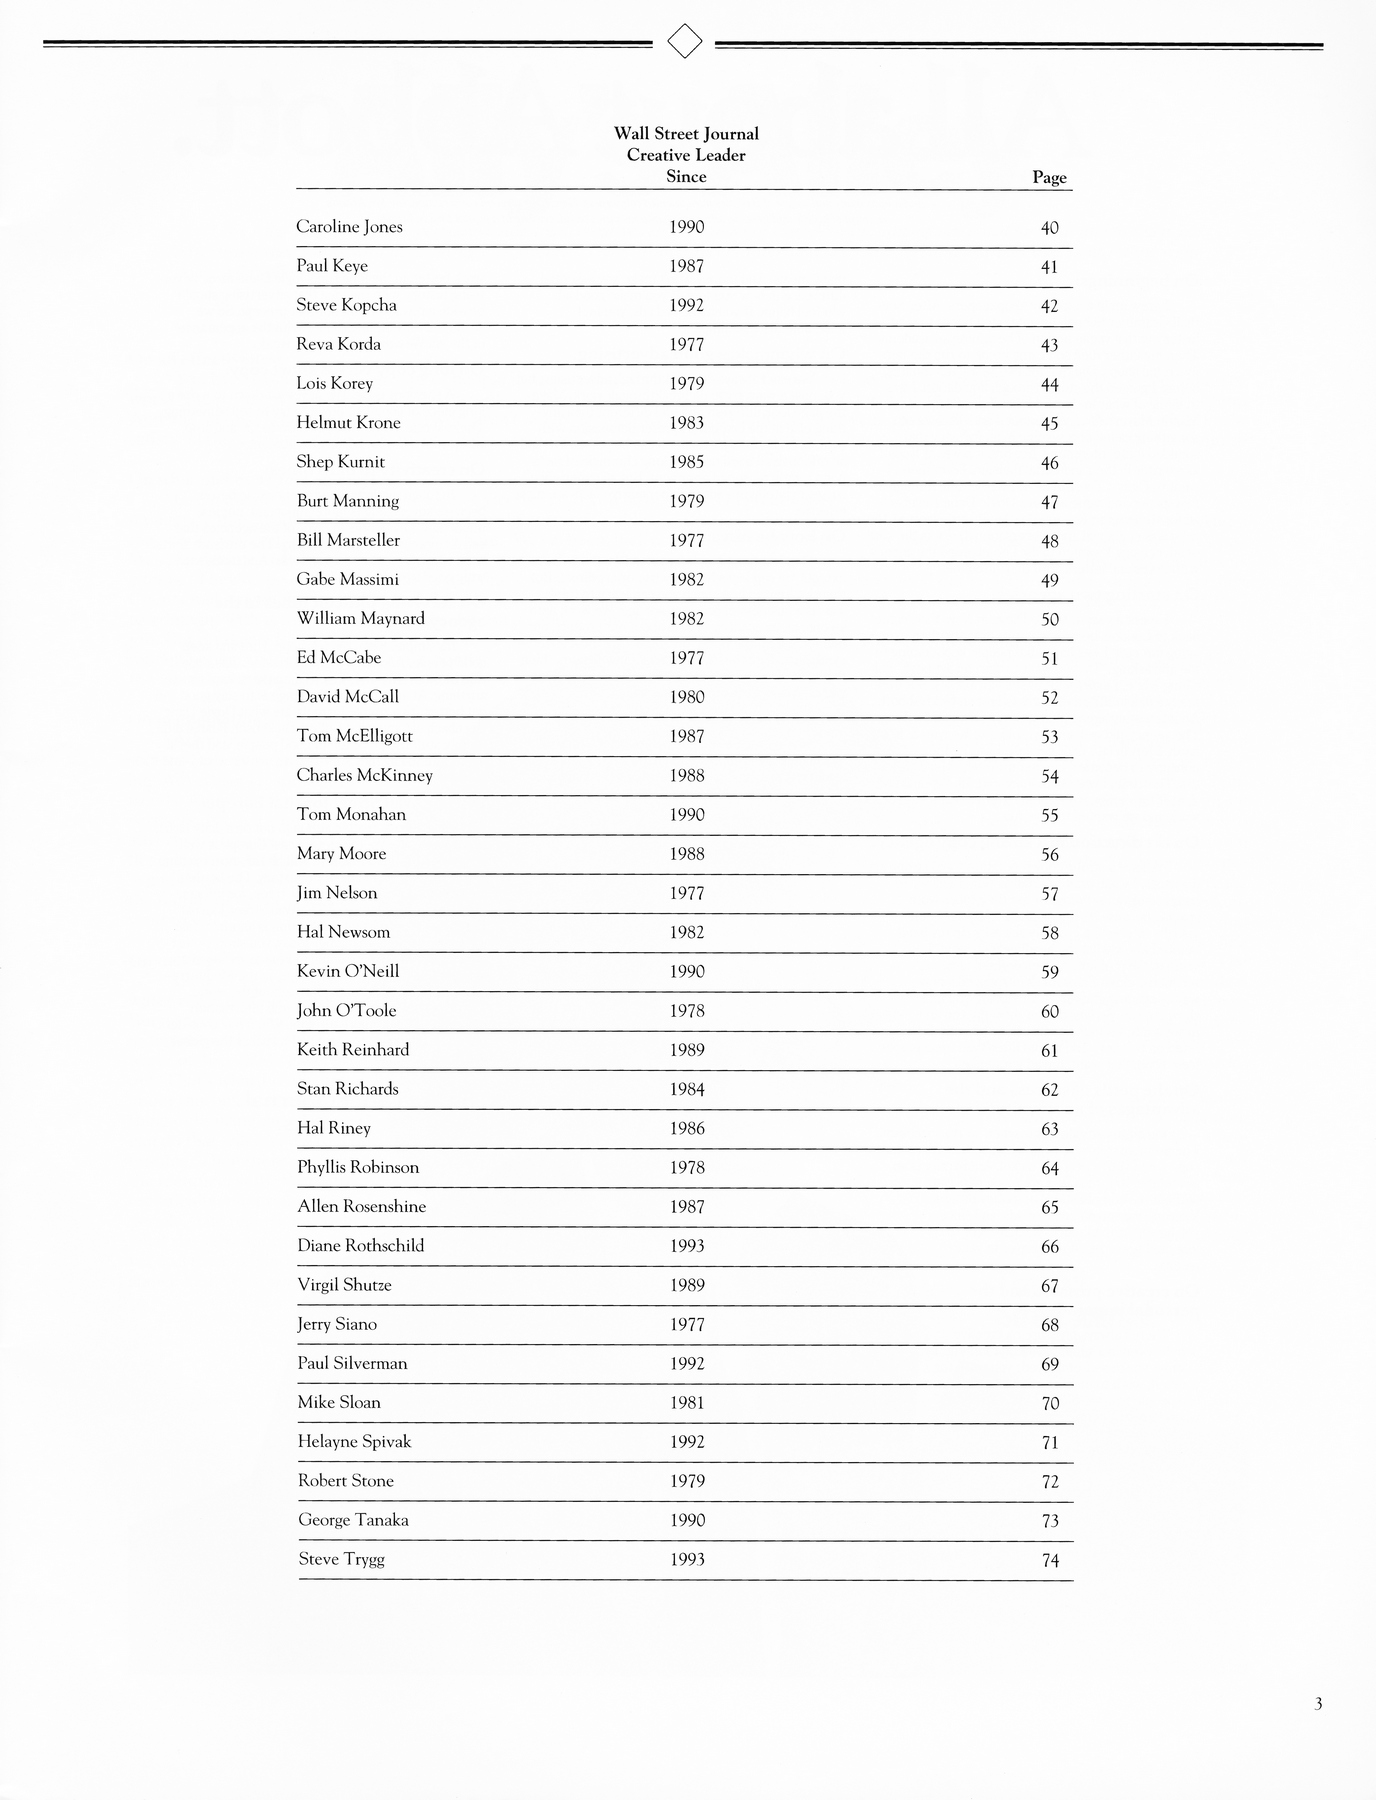 Wall Street Journal
Creative Leader
Since Page
Caroline Jones 1990 40
Paul Keye 1987 41
Steve Kopcha 1992 42
Reva Korda 1977 43
Lois Korey 1979 44
Helmut Krone 1983 45
Shep Kurnit 1985 46
Burt Manning 1979 47
Bill Marsteller 1977 48
Gabe Massimi 1982 49
William Maynard 1982 50
Ed McCabe 1977 51
David McCall 1980 52
Tom McElligott 1987 53
Charles McKinney 1988 54
Tom Monahan 1990 55
Mary Moore 1988 56
Jim Nelson 1977 57
Hal Newsom 1982 58
Kevin O'Neill 1990 59
John O'Toole 1978 60
Keith Reinhard 1989 61
Stan Richards 1984 62
Hal Riney 1986 63
Phyllis Robinson 1978 64
Allen Rosenshine 1987 65
Diane Rothschild 1993 66
Virgil Shutze 1989 67
Jerry Siano 1977 68
Paul Silverman 1992 69
Mike Sloan 1981 70
Helayne Spivak 1992 71
Robert Stone 1979 72
George Tanaka 1990 73
Steve Trygg 1993 74
3